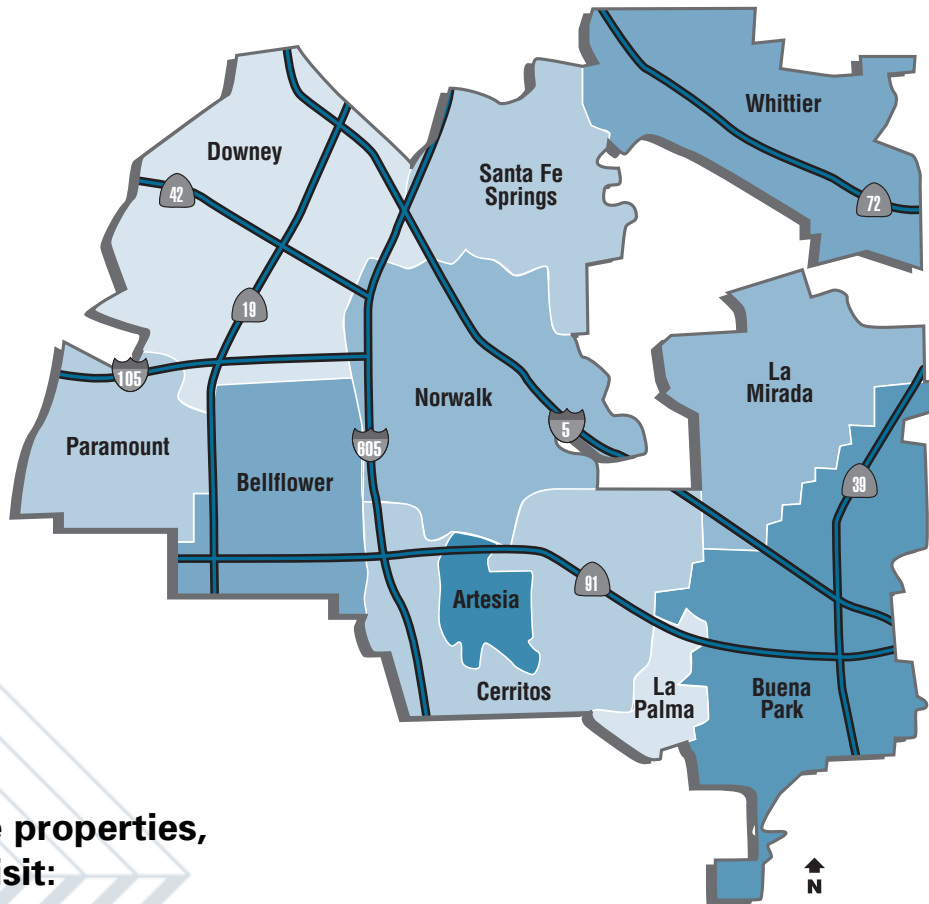 Whittier
Downey
Santa Fe
Springs
42
72
19
La
Mirada
105
Norwalk
5
Paramount
605
Bellflower
39
91
Artesia
Cerritos
La
Palma
Buena
Park
properties,
N